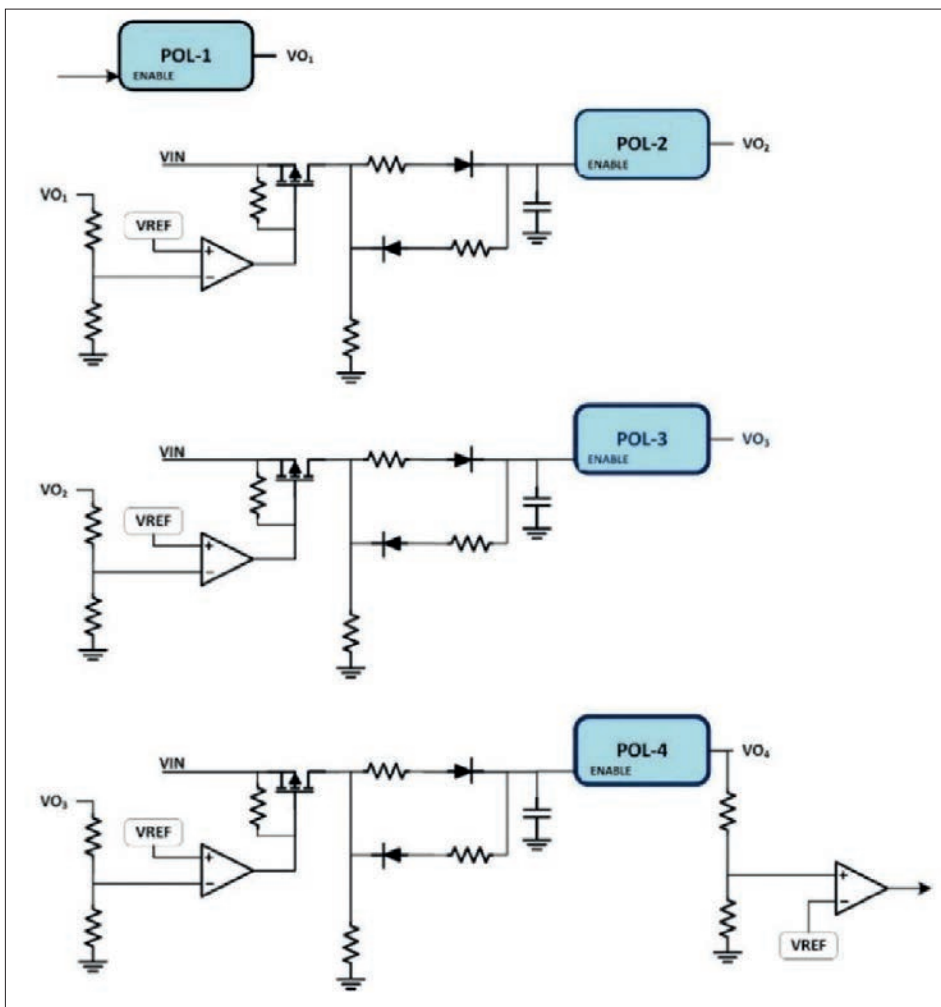 POL-1
VO₁
ENABLE
POL-2
VO₂
ENABLE
VIN
VO₁
VREF
+
−
POL-3
VO₃
ENABLE
VIN
VO₂
VREF
+
−
POL-4
VO₄
ENABLE
VIN
VO₃
VREF
+
−
+
−
VREF